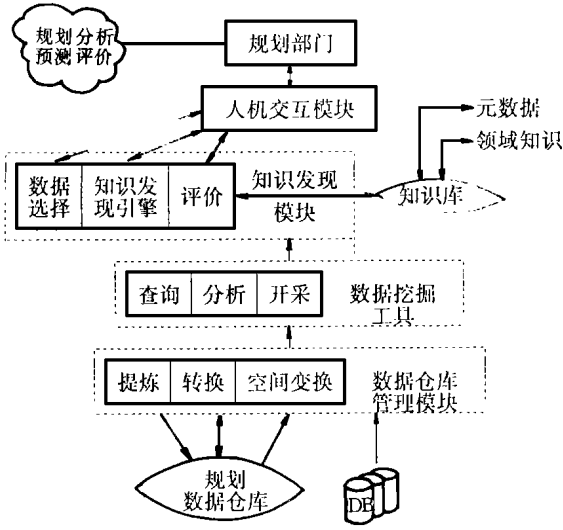 规划分析
预测评价
规划部门
人机交互模块
元数据
领域知识
数据
选择
知识发
现引擎
评价
知识发现
模块
知识库
查询
分析
开采
数据挖掘
工具
提炼
转换
空间变换
数据仓库
管理模块
规划
数据仓库
DB